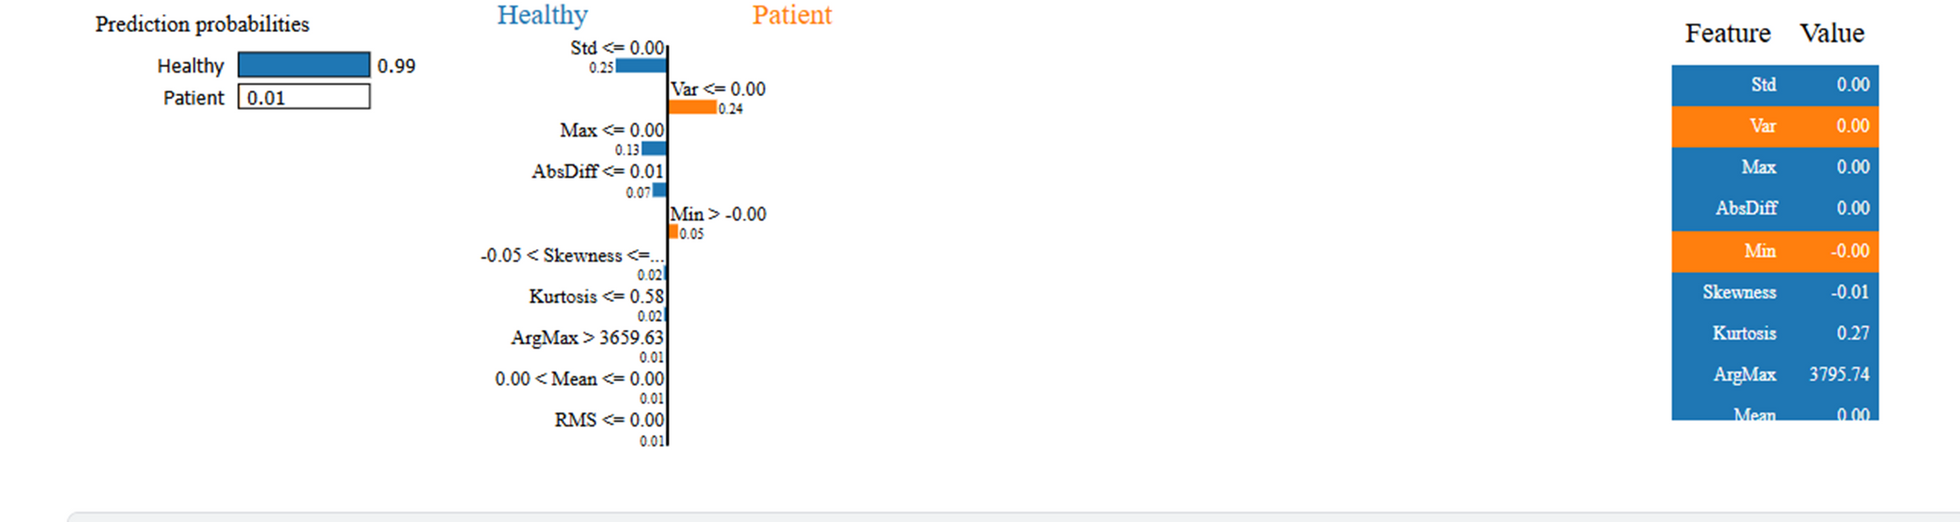 Prediction probabilities
Healthy 0.99
Patient 0.01
Healthy Patient
Std <= 0.00
0.25
Var <= 0.00
0.24
Max <= 0.00
0.13
AbsDiff <= 0.01
0.07
Min > -0.00
0.05
-0.05 < Skewness <=...
0.02
Kurtosis <= 0.58
0.02
ArgMax > 3659.63
0.01
0.00 < Mean <= 0.00
0.01
RMS <= 0.00
0.01
Feature Value
Std 0.00
Var 0.00
Max 0.00
AbsDiff 0.00
Min -0.00
Skewness -0.01
Kurtosis 0.27
ArgMax 3795.74
Mean 0.00